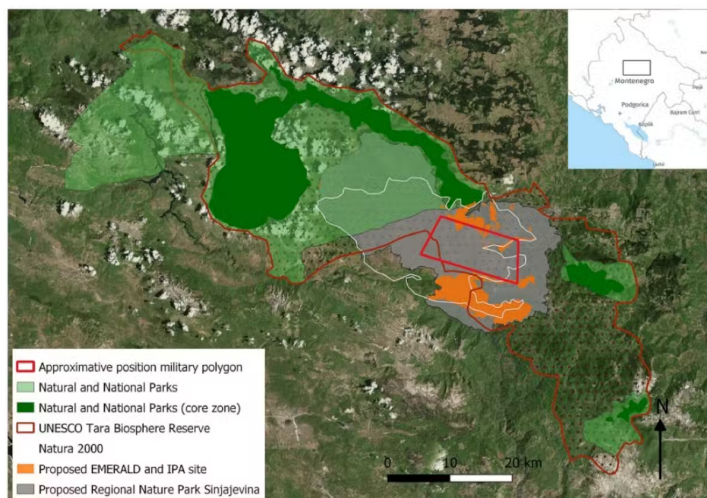 Montenegro
Podgorica
Approximative position military polygon
Natural and National Parks
Natural and National Parks (core zone)
UNESCO Tara Biosphere Reserve
Natura 2000
Proposed EMERALD and IPA site
Proposed Regional Nature Park Sinjajevina
0 10 20 km
N